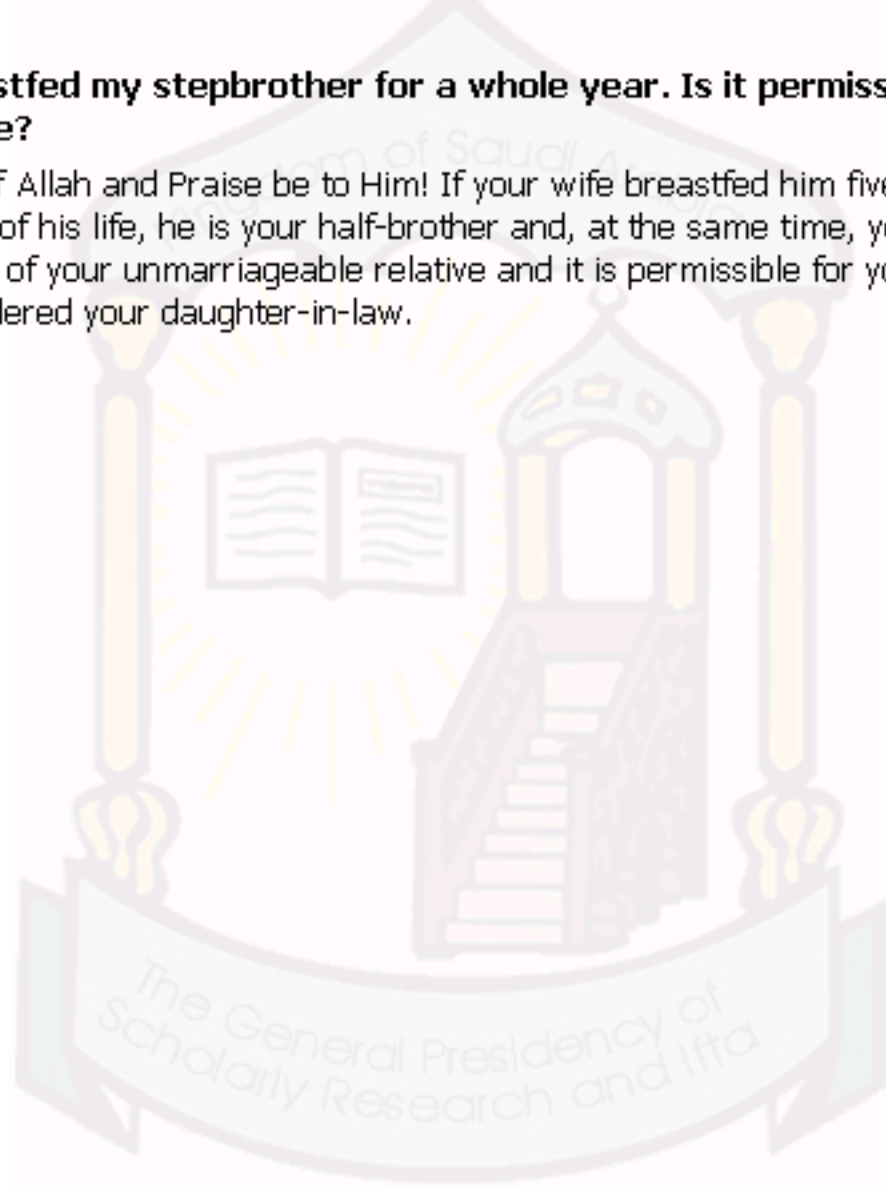 stfed my stepbrother for a whole year. Is it permiss
e?
f Allah and Praise be to Him! If your wife breastfed him five
of his life, he is your half-brother and, at the same time, yo
of your unmarriageable relative and it is permissible for yo
lered your daughter-in-law.
Kingdom of Saudi Arabia
The General Presidency of
Scholarly Research and Ifta